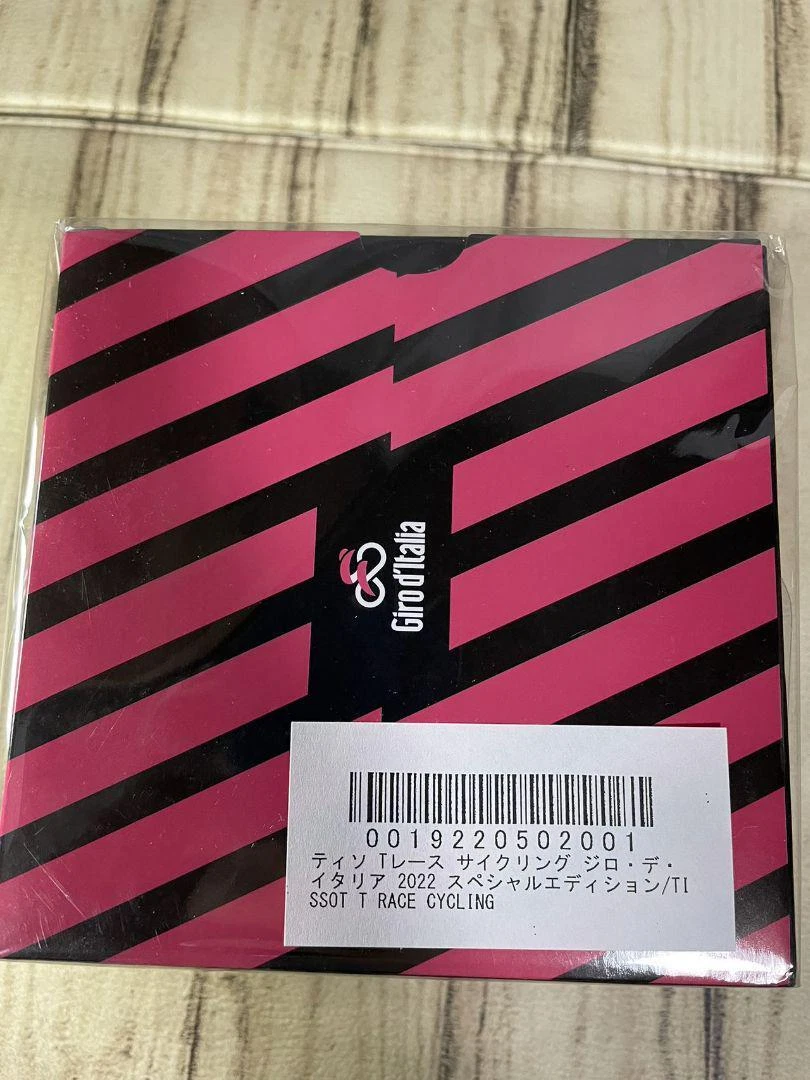 Giro d'Italia
0019220502001
ティソ Tレース サイクリング ジロ・デ・
イタリア 2022 スペシャルエディション/TI
SSOT T RACE CYCLING